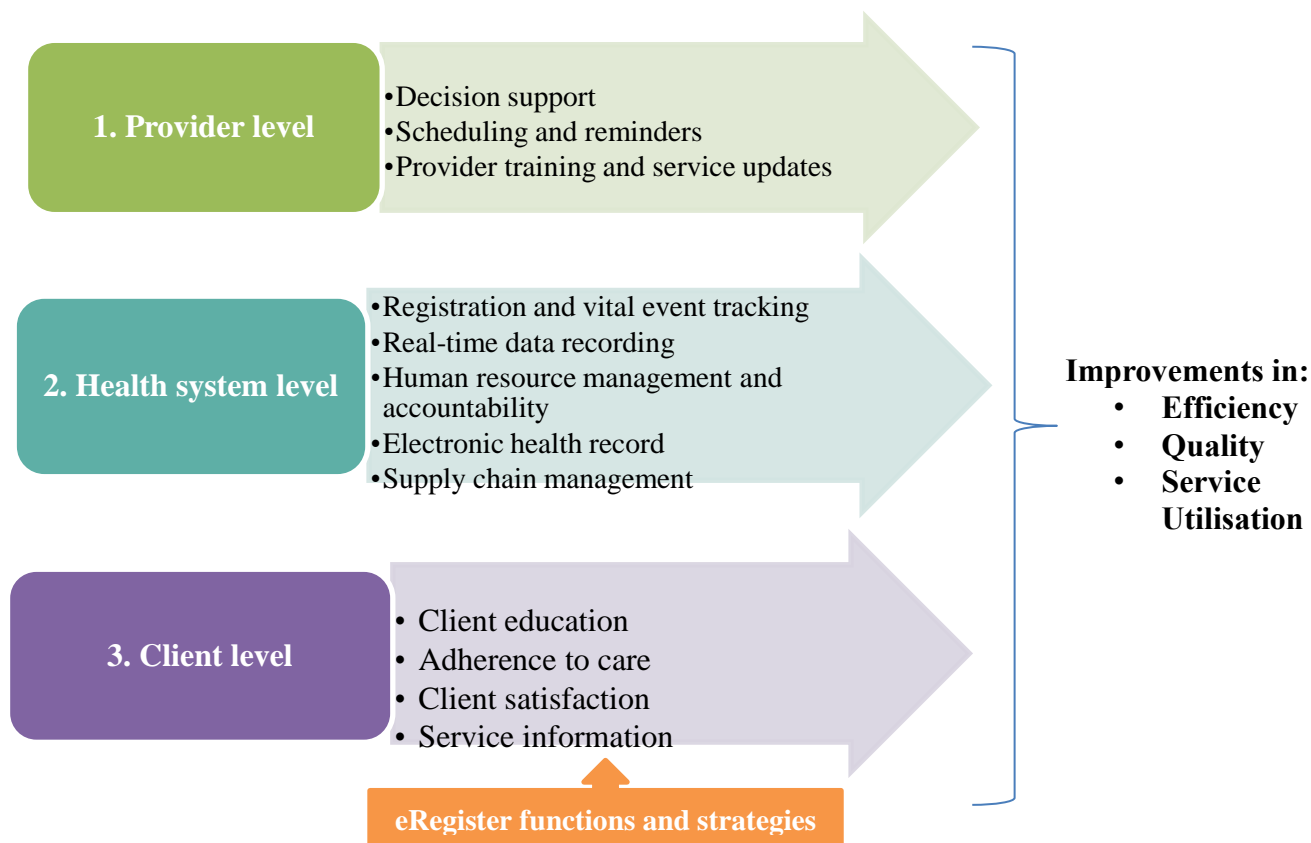 1. Provider level
•Decision support
•Scheduling and reminders
•Provider training and service updates
2. Health system level
•Registration and vital event tracking
•Real-time data recording
•Human resource management and
accountability
•Electronic health record
•Supply chain management
3. Client level
• Client education
• Adherence to care
• Client satisfaction
• Service information
eRegister functions and strategies
Improvements in:
• Efficiency
• Quality
• Service
Utilisation